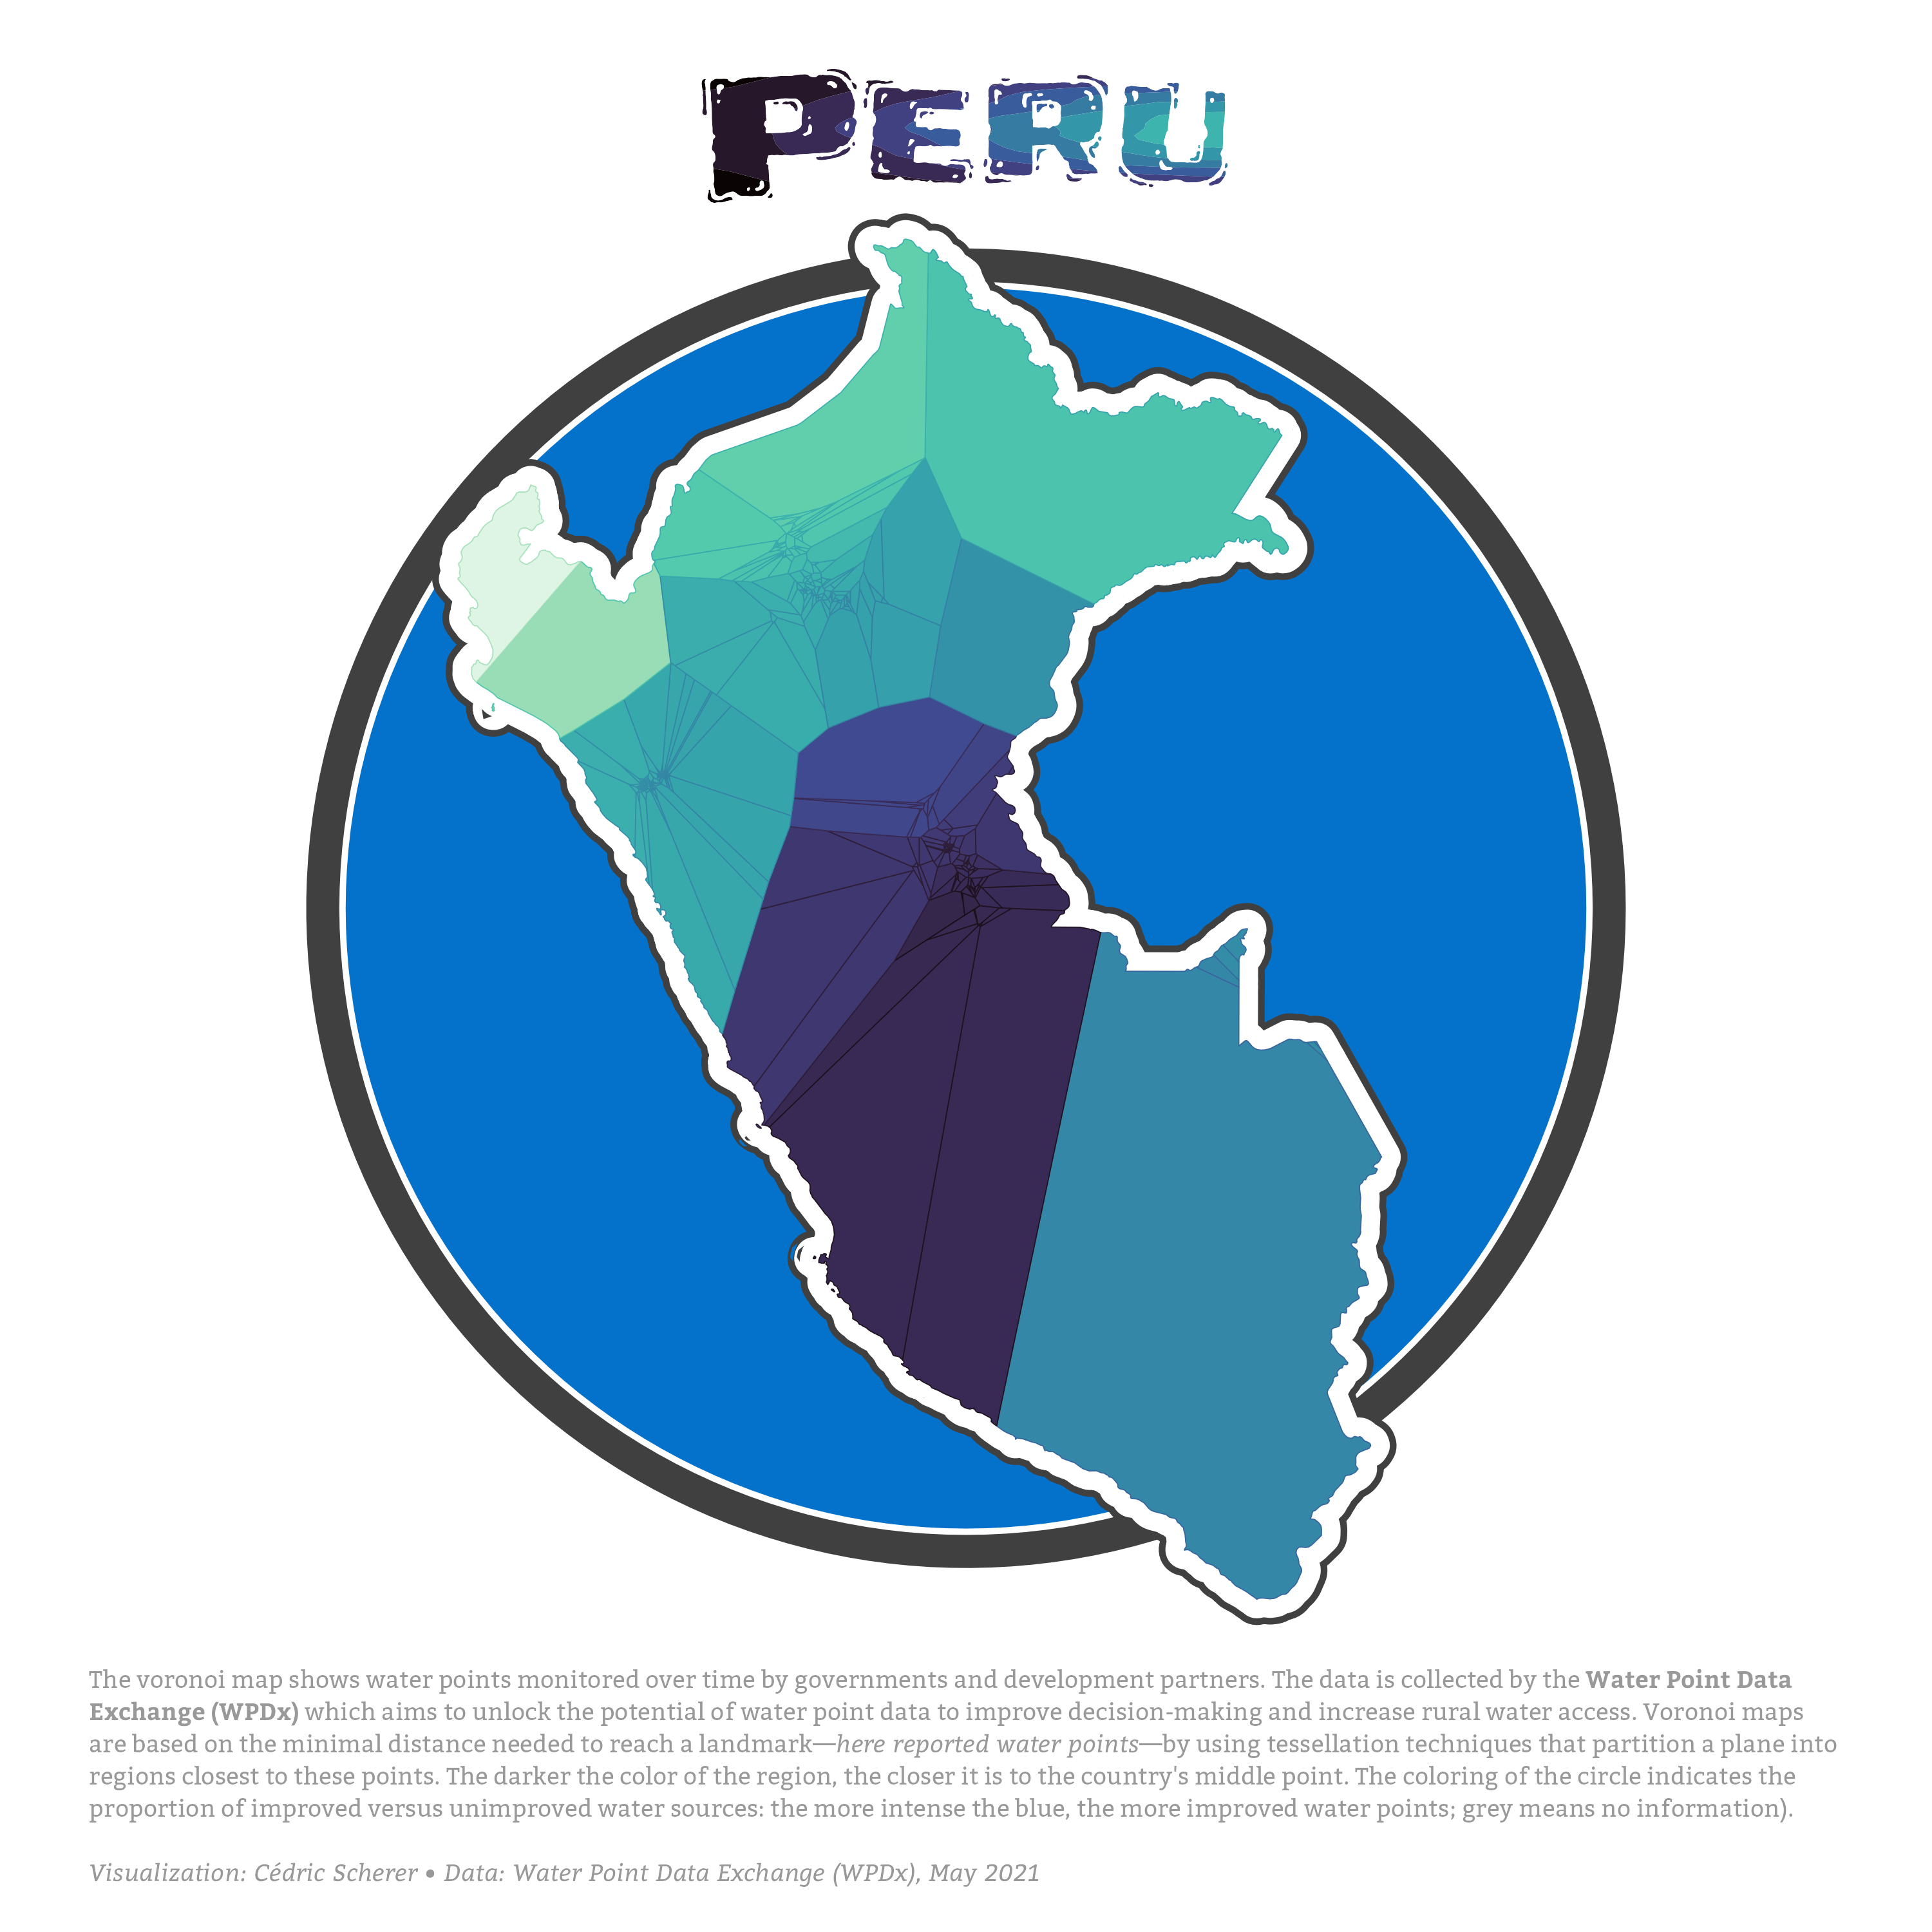 PERU
The voronoi map shows water points monitored over time by governments and development partners. The data is collected by the Water Point Data
Exchange (WPDx) which aims to unlock the potential of water point data to improve decision-making and increase rural water access. Voronoi maps
are based on the minimal distance needed to reach a landmark—here reported water points—by using tessellation techniques that partition a plane into
regions closest to these points. The darker the color of the region, the closer it is to the country's middle point. The coloring of the circle indicates the
proportion of improved versus unimproved water sources: the more intense the blue, the more improved water points; grey means no information).
Visualization: Cédric Scherer • Data: Water Point Data Exchange (WPDx), May 2021